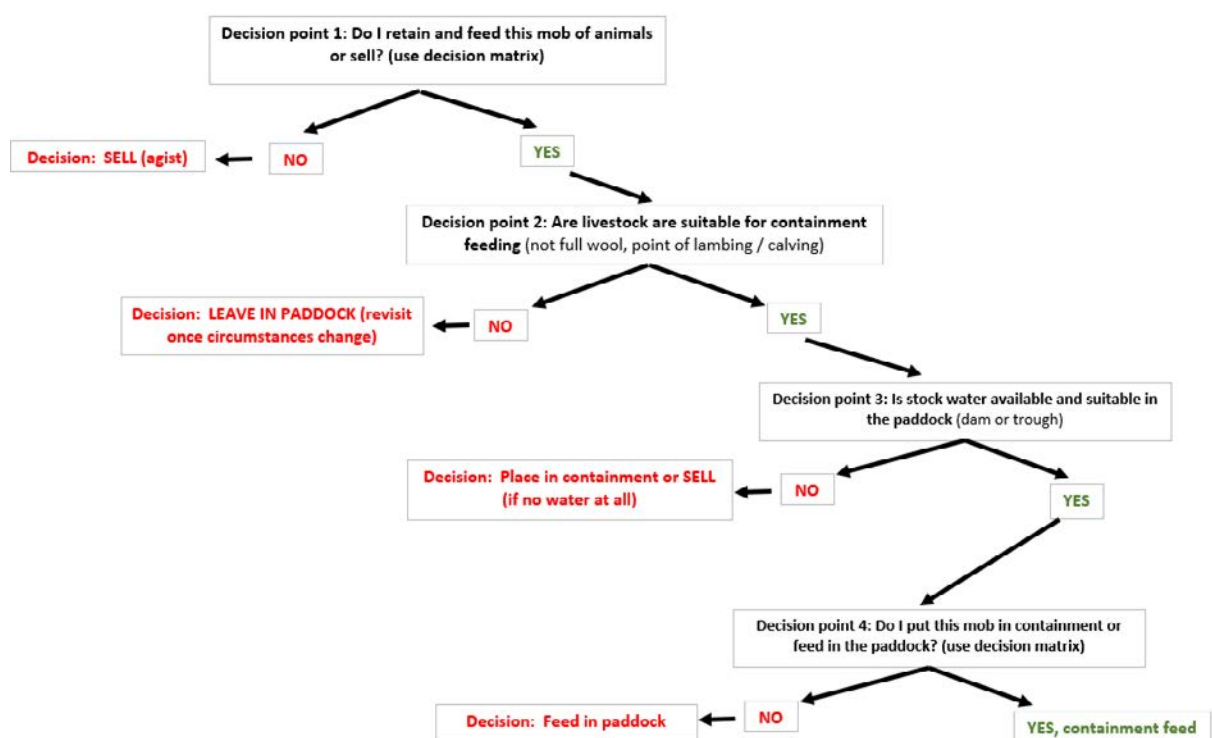 Decision point 1: Do I retain and feed this mob of animals
or sell? (use decision matrix)
Decision: SELL (agist)
NO
YES
Decision point 2: Are livestock are suitable for containment
feeding (not full wool, point of lambing / calving)
Decision: LEAVE IN PADDOCK (revisit
once circumstances change)
NO
YES
Decision point 3: Is stock water available and suitable in
the paddock (dam or trough)
Decision: Place in containment or SELL
(if no water at all)
NO
YES
Decision point 4: Do I put this mob in containment or
feed in the paddock? (use decision matrix)
Decision: Feed in paddock
NO
YES, containment feed